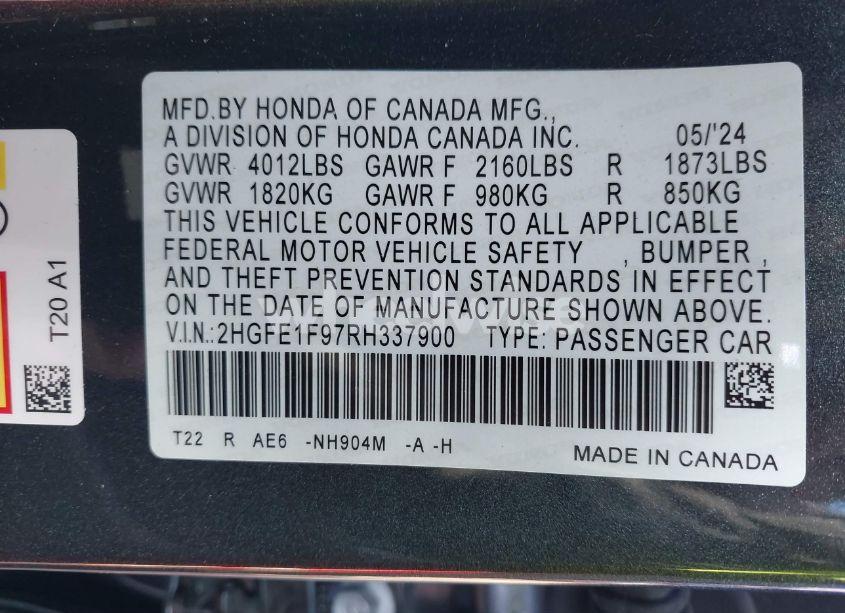 MFD.BY HONDA OF CANADA MFG.,
A DIVISION OF HONDA CANADA INC. 05/'24
GVWR 4012LBS GAWR F 2160LBS R 1873LBS
GVWR 1820KG GAWR F 980KG R 850KG
THIS VEHICLE CONFORMS TO ALL APPLICABLE
FEDERAL MOTOR VEHICLE SAFETY , BUMPER ,
AND THEFT PREVENTION STANDARDS IN EFFECT
ON THE DATE OF MANUFACTURE SHOWN ABOVE.
V.I.N.: 2HGFE1F97RH337900 TYPE: PASSENGER CAR
T22 R AE6 -NH904M -A -H
MADE IN CANADA
T20 A1